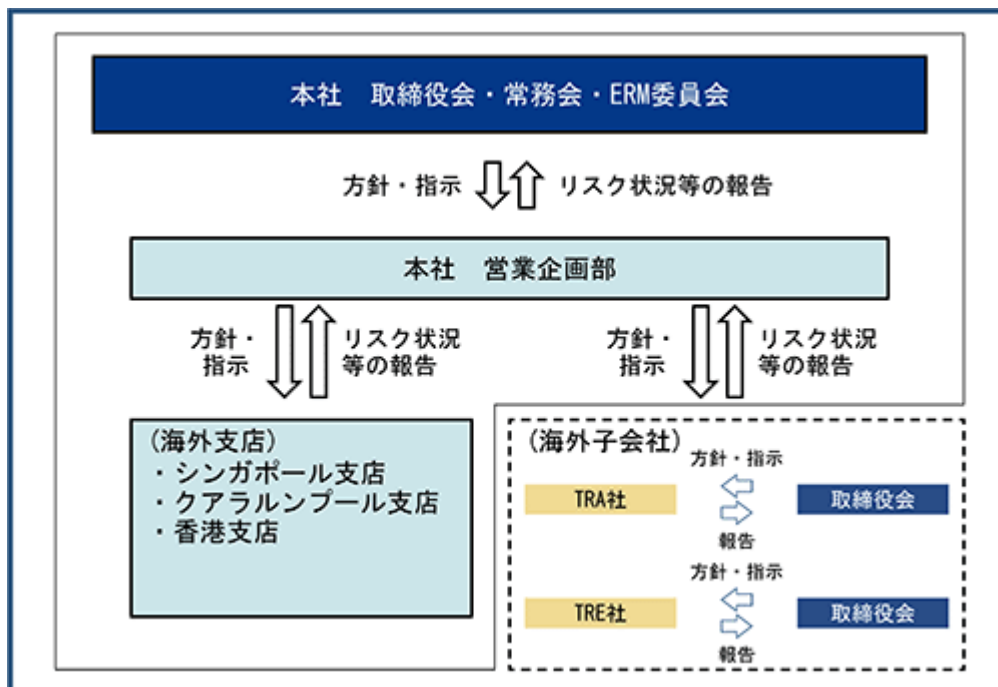 本社 取締役会・常務会・ERM委員会
方針・指示
リスク状況等の報告
本社 営業企画部
方針・
指示
リスク状況
等の報告
方針・
指示
リスク状況
等の報告
(海外支店)
・シンガポール支店
・クアラルンプール支店
・香港支店
(海外子会社)
方針・指示
TRA社
取締役会
報告
方針・指示
TRE社
取締役会
報告